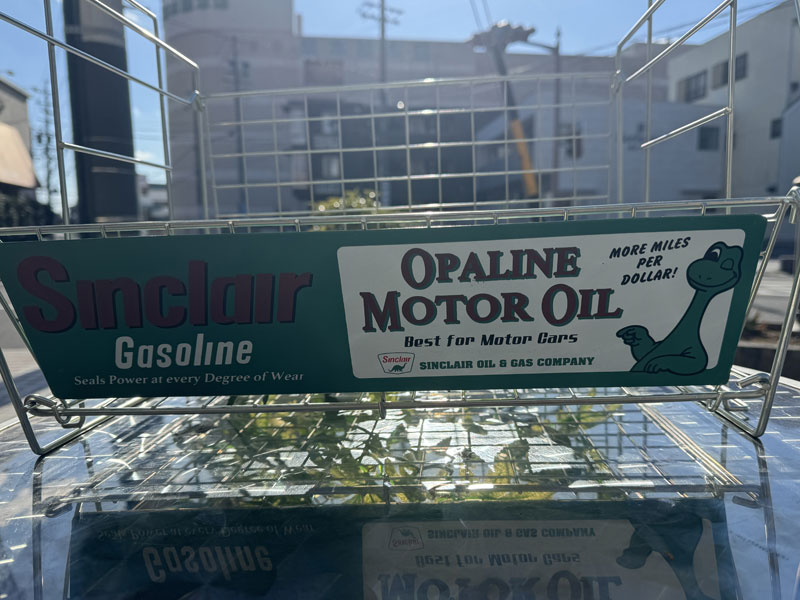 Sinclair
Gasoline
Seals Power at every Degree of Wear
OPALINE
MOTOR OIL
Best for Motor Cars
Sinclair
SINCLAIR OIL & GAS COMPANY
MORE MILES
PER
DOLLAR!